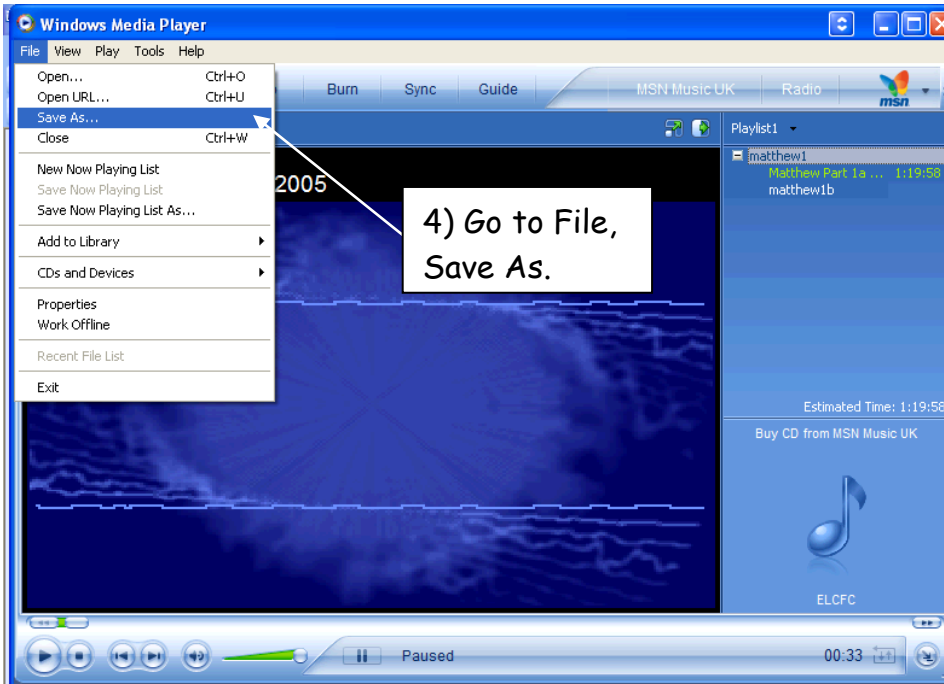 Windows Media Player
File View Play Tools Help
Open... Ctrl+O
Open URL... Ctrl+U
Save As...
Close Ctrl+W
New Now Playing List
Save Now Playing List
Save Now Playing List As...
Add to Library
CDs and Devices
Properties
Work Offline
Recent File List
Exit
Burn Sync Guide MSN Music UK Radio msn
2005
4) Go to File,
Save As.
Playlist1
matthew1
Matthew Part 1a ... 1:19:58
matthew1b
Estimated Time: 1:19:58
Buy CD from MSN Music UK
ELCFC
Paused 00:33